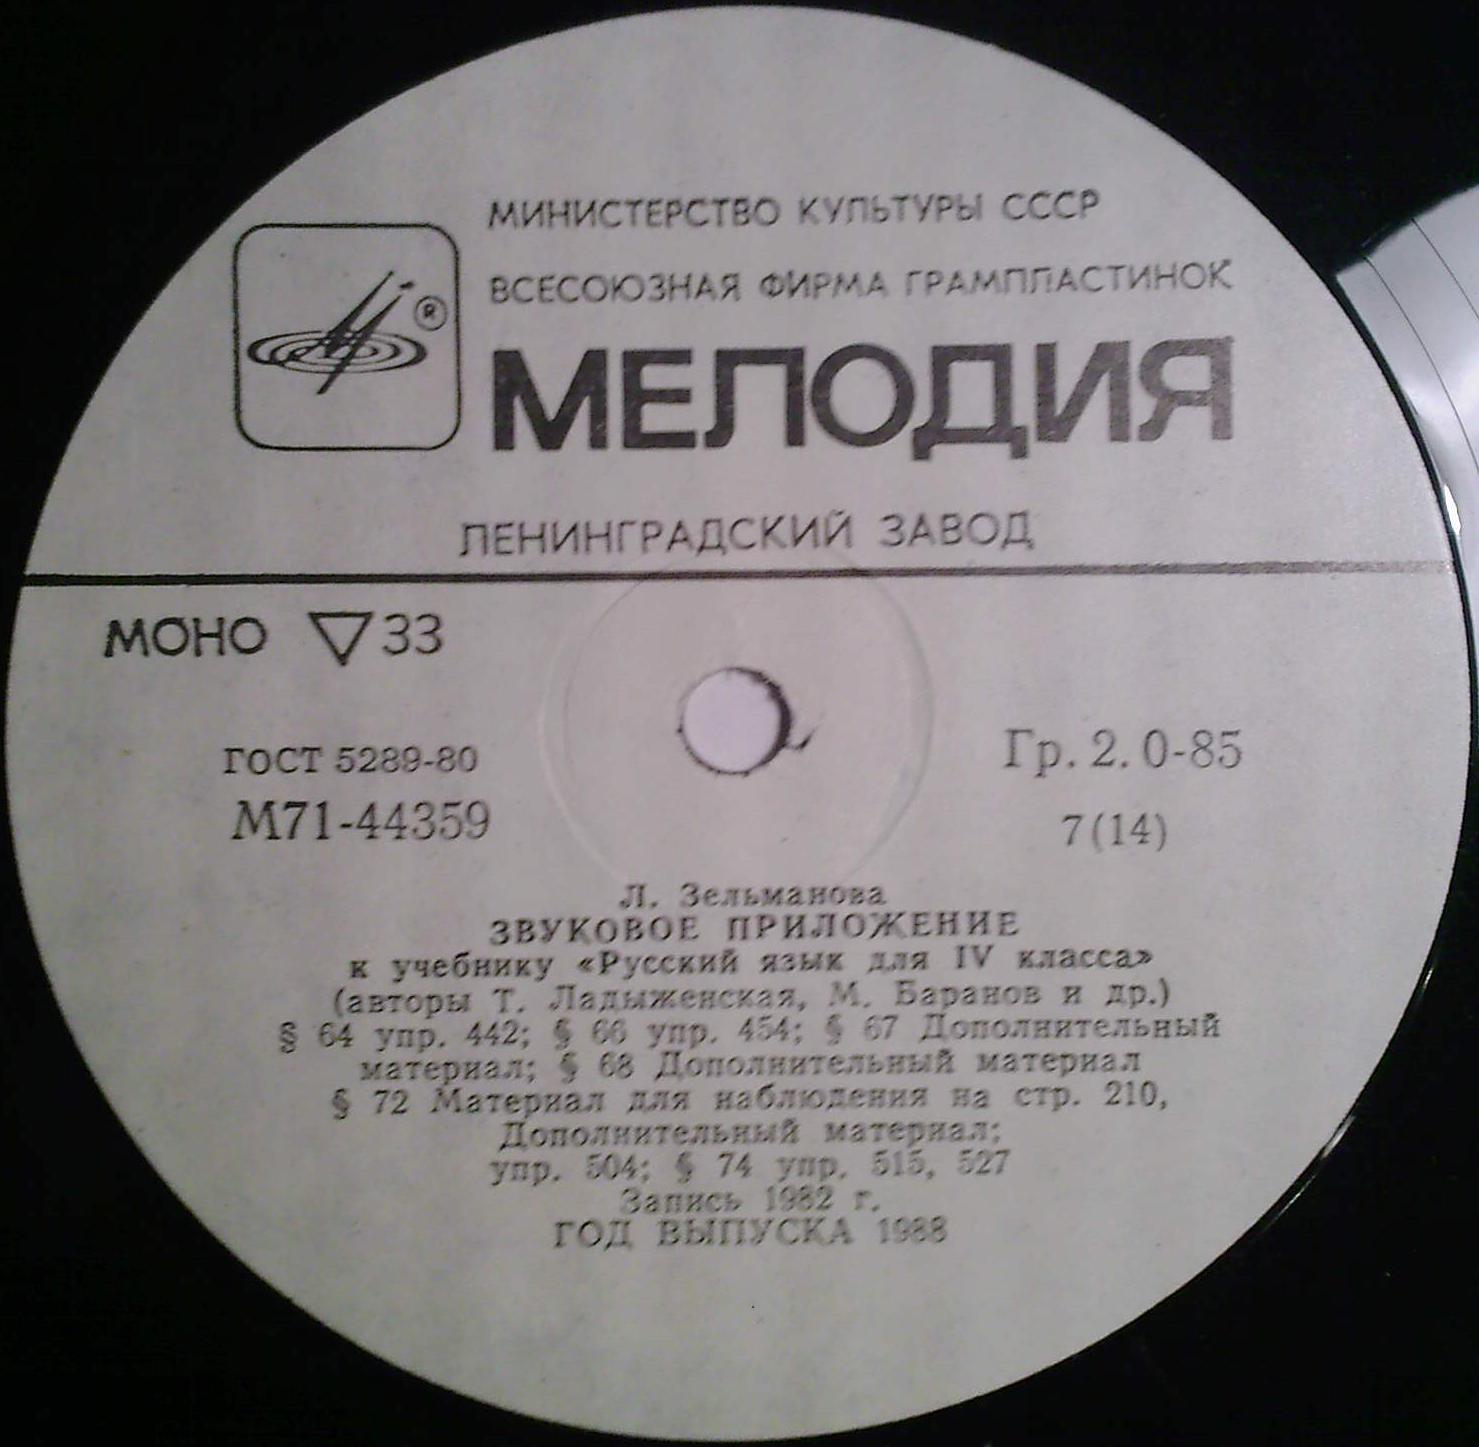 МИНИСТЕРСТВО КУЛЬТУРЫ СССР
ВСЕСОЮЗНАЯ ФИРМА ГРАМПЛАСТИНОК
®
МЕЛОДИЯ
ЛЕНИНГРАДСКИЙ ЗАВОД
МОНО ▽ 33
ГОСТ 5289-80
Гр. 2. 0-85
М71-44359
7(14)
Л. Зельманова
ЗВУКОВОЕ ПРИЛОЖЕНИЕ
к учебнику «Русский язык для IV класса»
(авторы Т. Ладыженская, М. Баранов и др.)
§ 64 упр. 442; § 66 упр. 454; § 67 Дополнительный
материал; § 68 Дополнительный материал
§ 72 Материал для наблюдения на стр. 210,
Дополнительный материал;
упр. 504; § 74 упр. 515, 527
Запись 1982 г.
ГОД ВЫПУСКА 1988